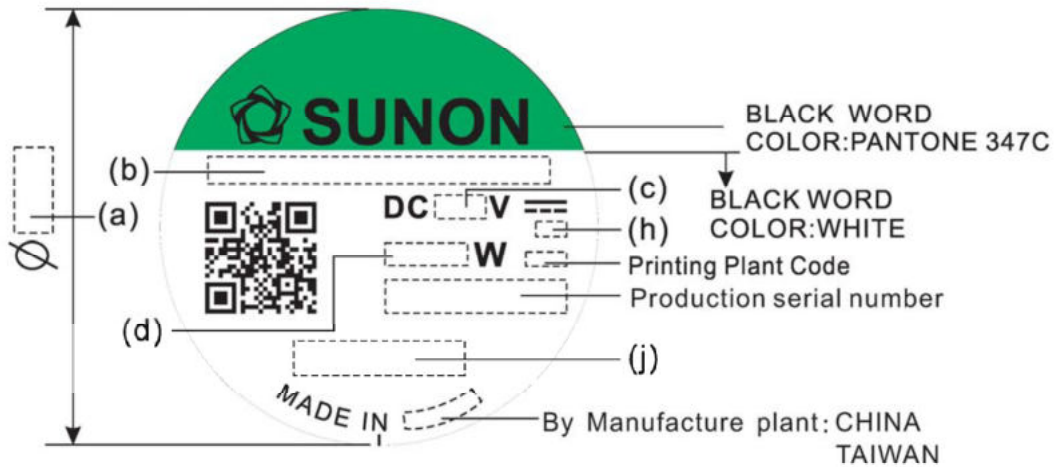 SUNON
BLACK WORD
COLOR:PANTONE 347C
(b)
(a)
Ø
DC V
(c)
BLACK WORD
COLOR:WHITE
(h)
W
Printing Plant Code
Production serial number
(d)
(j)
MADE IN
By Manufacture plant: CHINA
TAIWAN